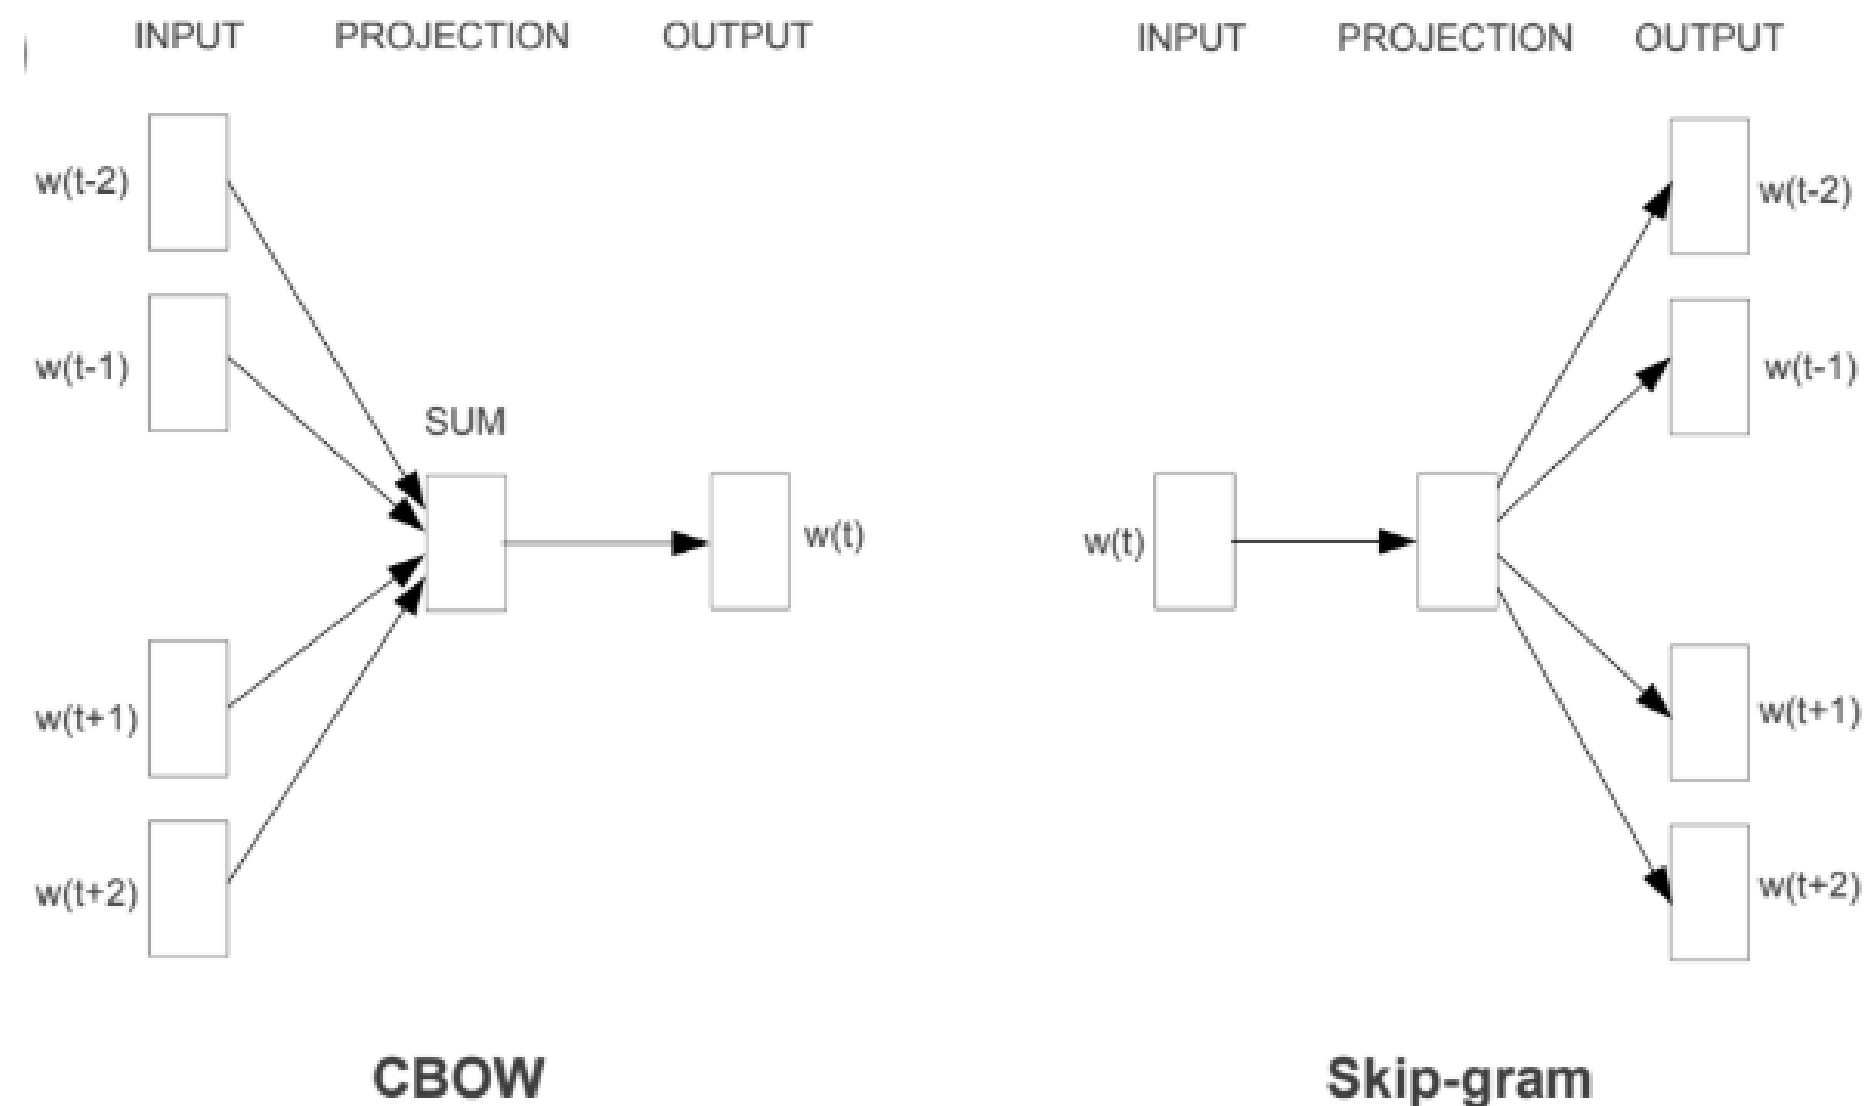 INPUT PROJECTION OUTPUT
w(t-2)
w(t-1)
SUM
w(t)
w(t+1)
w(t+2)
CBOW
INPUT PROJECTION OUTPUT
w(t-2)
w(t-1)
w(t)
w(t+1)
w(t+2)
Skip-gram